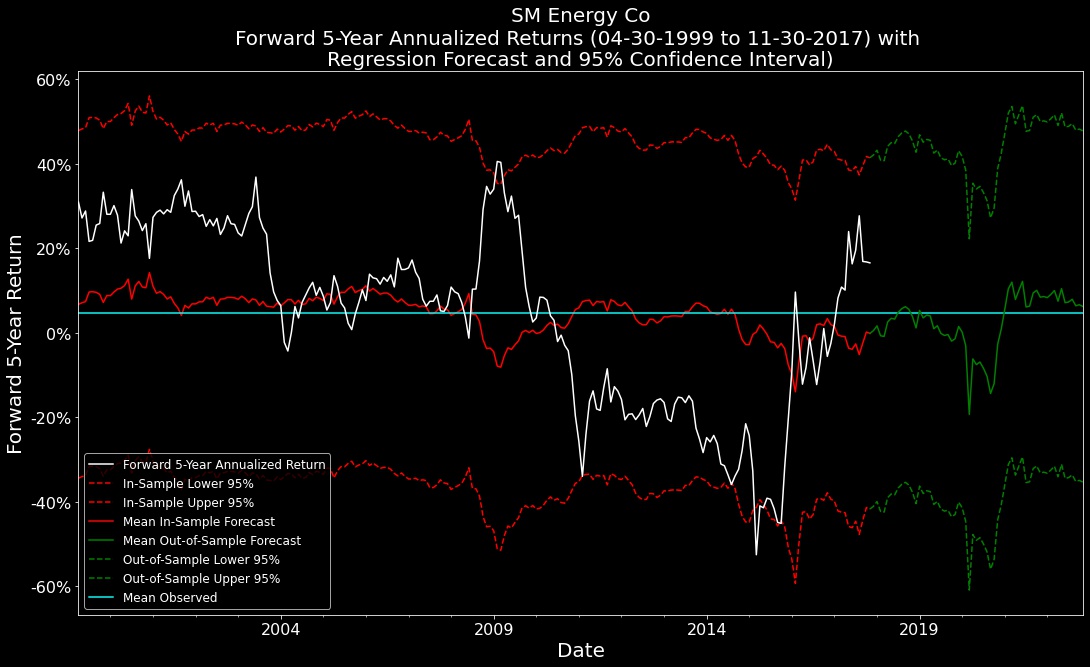 SM Energy Co
Forward 5-Year Annualized Returns (04-30-1999 to 11-30-2017) with
Regression Forecast and 95% Confidence Interval)
60%
40%
20%
0%
-20%
-40%
-60%
Forward 5-Year Return
Forward 5-Year Annualized Return
In-Sample Lower 95%
In-Sample Upper 95%
Mean In-Sample Forecast
Mean Out-of-Sample Forecast
Out-of-Sample Lower 95%
Out-of-Sample Upper 95%
Mean Observed
2004
2009
2014
2019
Date